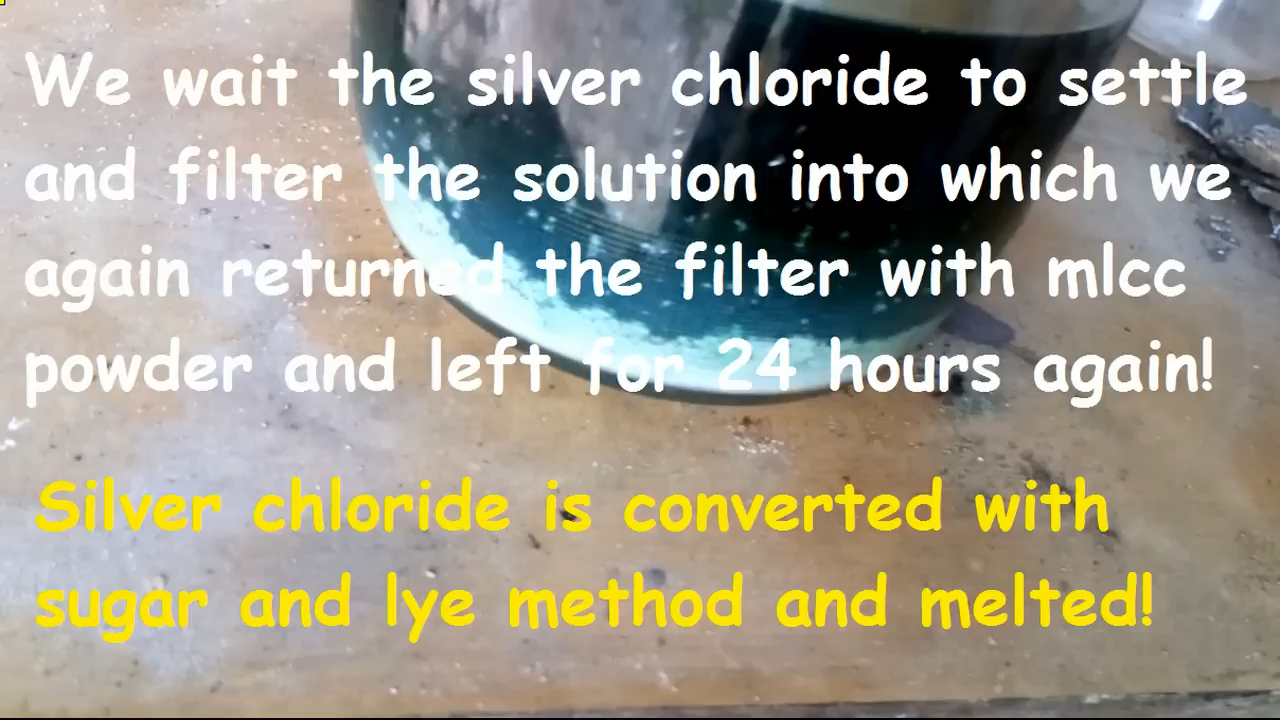 We wait the silver chloride to settle
and filter the solution into which we
again returned the filter with mlcc
powder and left for 24 hours again!
Silver chloride is converted with
sugar and lye method and melted!